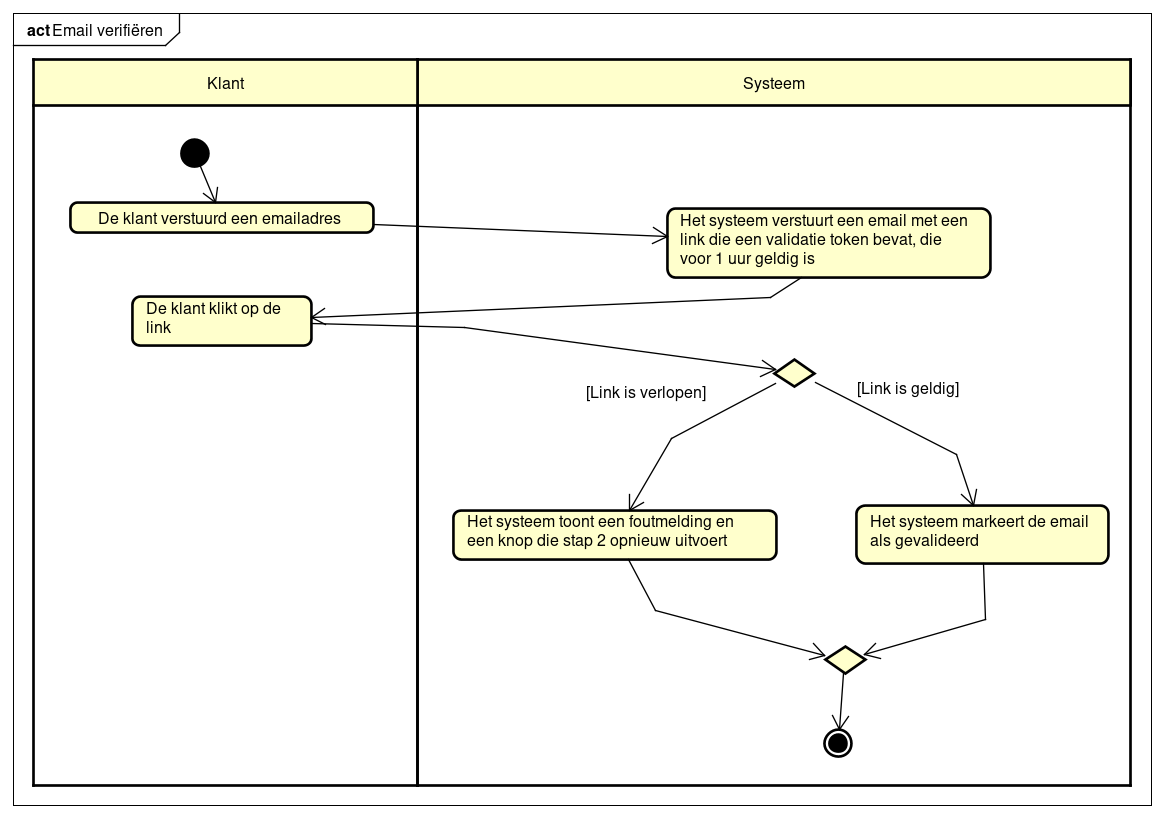 act Email verifiëren
Klant
Systeem
De klant verstuurd een emailadres
Het systeem verstuurt een email met een
link die een validatie token bevat, die
voor 1 uur geldig is
De klant klikt op de
link
[Link is verlopen]
[Link is geldig]
Het systeem toont een foutmelding en
een knop die stap 2 opnieuw uitvoert
Het systeem markeert de email
als gevalideerd